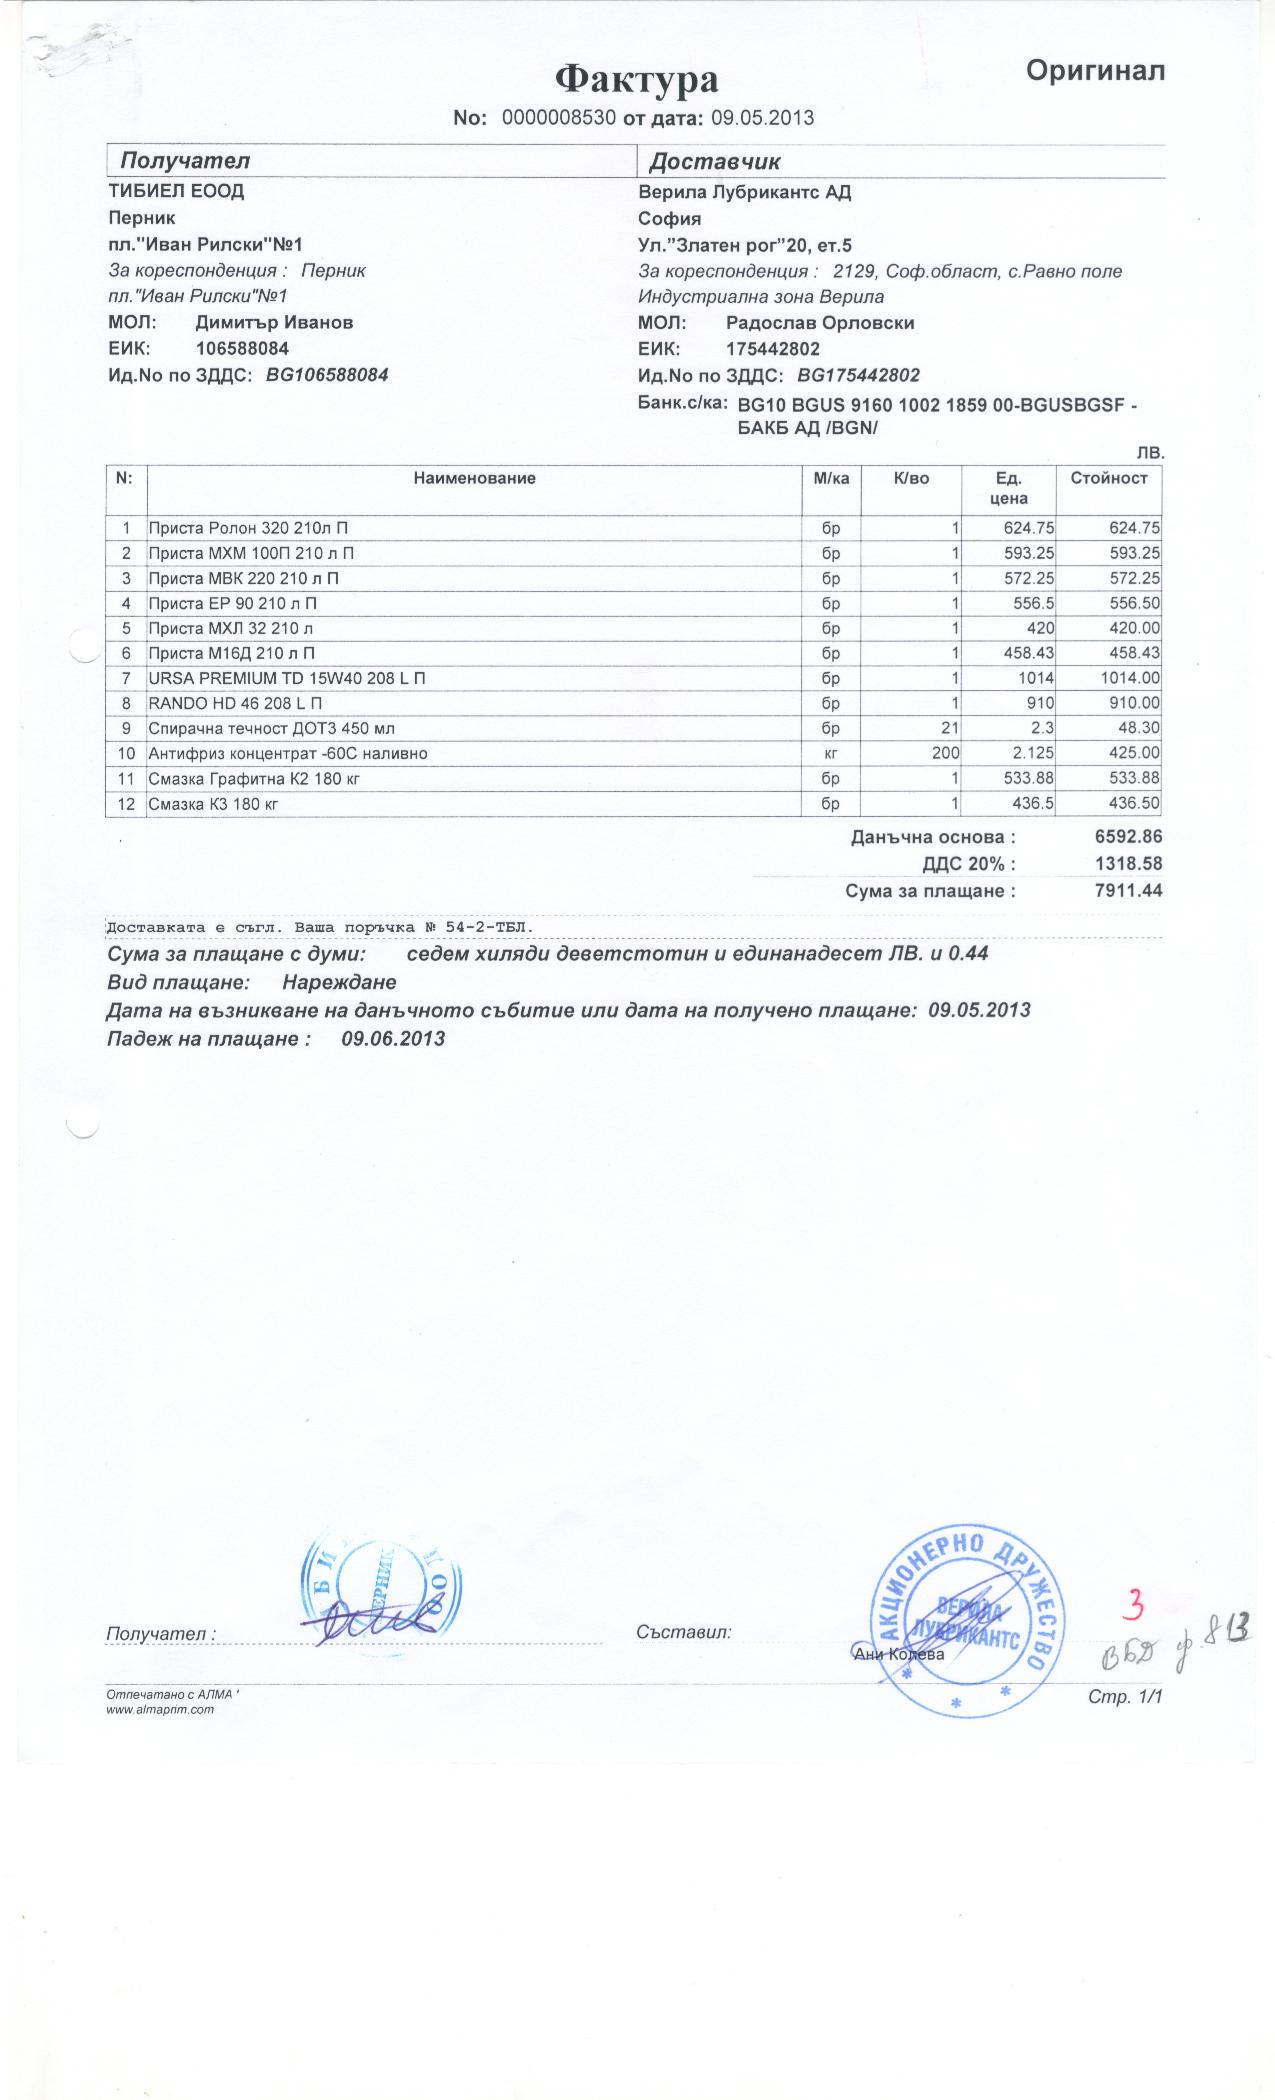 Оригинал
Фактура
No: 0000008530 от дата: 09.05.2013
Получател Доставчик
ТИБИЕЛ ЕООД Верила Лубрикантс АД
Перник София
пл."Иван Рилски"№1 Ул."Златен рог"20, ет.5
За кореспонденция : Перник За кореспонденция : 2129, Соф.област, с.Равно поле
пл."Иван Рилски"№1 Индустриална зона Верила
МОЛ: Димитър Иванов МОЛ: Радослав Орловски
ЕИК: 106588084 ЕИК: 175442802
Ид.No по ЗДДС: BG106588084 Ид.No по ЗДДС: BG175442802
Банк.с/ка: BG10 BGUS 9160 1002 1859 00-BGUSBGSF -
БАКБ АД /BGN/
ЛВ.
N: Наименование М/ка К/во Ед. цена Стойност
1 Приста Ролон 320 210л П бр 1 624.75 624.75
2 Приста МХМ 100П 210 л П бр 1 593.25 593.25
3 Приста МВК 220 210 л П бр 1 572.25 572.25
4 Приста ЕР 90 210 л П бр 1 556.5 556.50
5 Приста МХЛ 32 210 л бр 1 420 420.00
6 Приста М16Д 210 л П бр 1 458.43 458.43
7 URSA PREMIUM TD 15W40 208 L П бр 1 1014 1014.00
8 RANDO HD 46 208 L П бр 1 910 910.00
9 Спирачна течност ДОТ3 450 мл бр 21 2.3 48.30
10 Антифриз концентрат -60С наливно кг 200 2.125 425.00
11 Смазка Графитна К2 180 кг бр 1 533.88 533.88
12 Смазка К3 180 кг бр 1 436.5 436.50
Данъчна основа : 6592.86
ДДС 20% : 1318.58
Сума за плащане : 7911.44
Доставката е съгл. Ваша поръчка № 54-2-ТБЛ.
Сума за плащане с думи: седем хиляди деветстотин и единанадесет ЛВ. и 0.44
Вид плащане: Нареждане
Дата на възникване на данъчното събитие или дата на получено плащане: 09.05.2013
Падеж на плащане : 09.06.2013
АКЦИОНЕРНО ДРУЖЕСТВО
ВЕРИЛА
ЛУБРИКАНТС
3
Получател : Съставил:
Ани Колева
ВБД ф.813
Отпечатано с АЛМА '
www.almapnm.com
Стр. 1/1